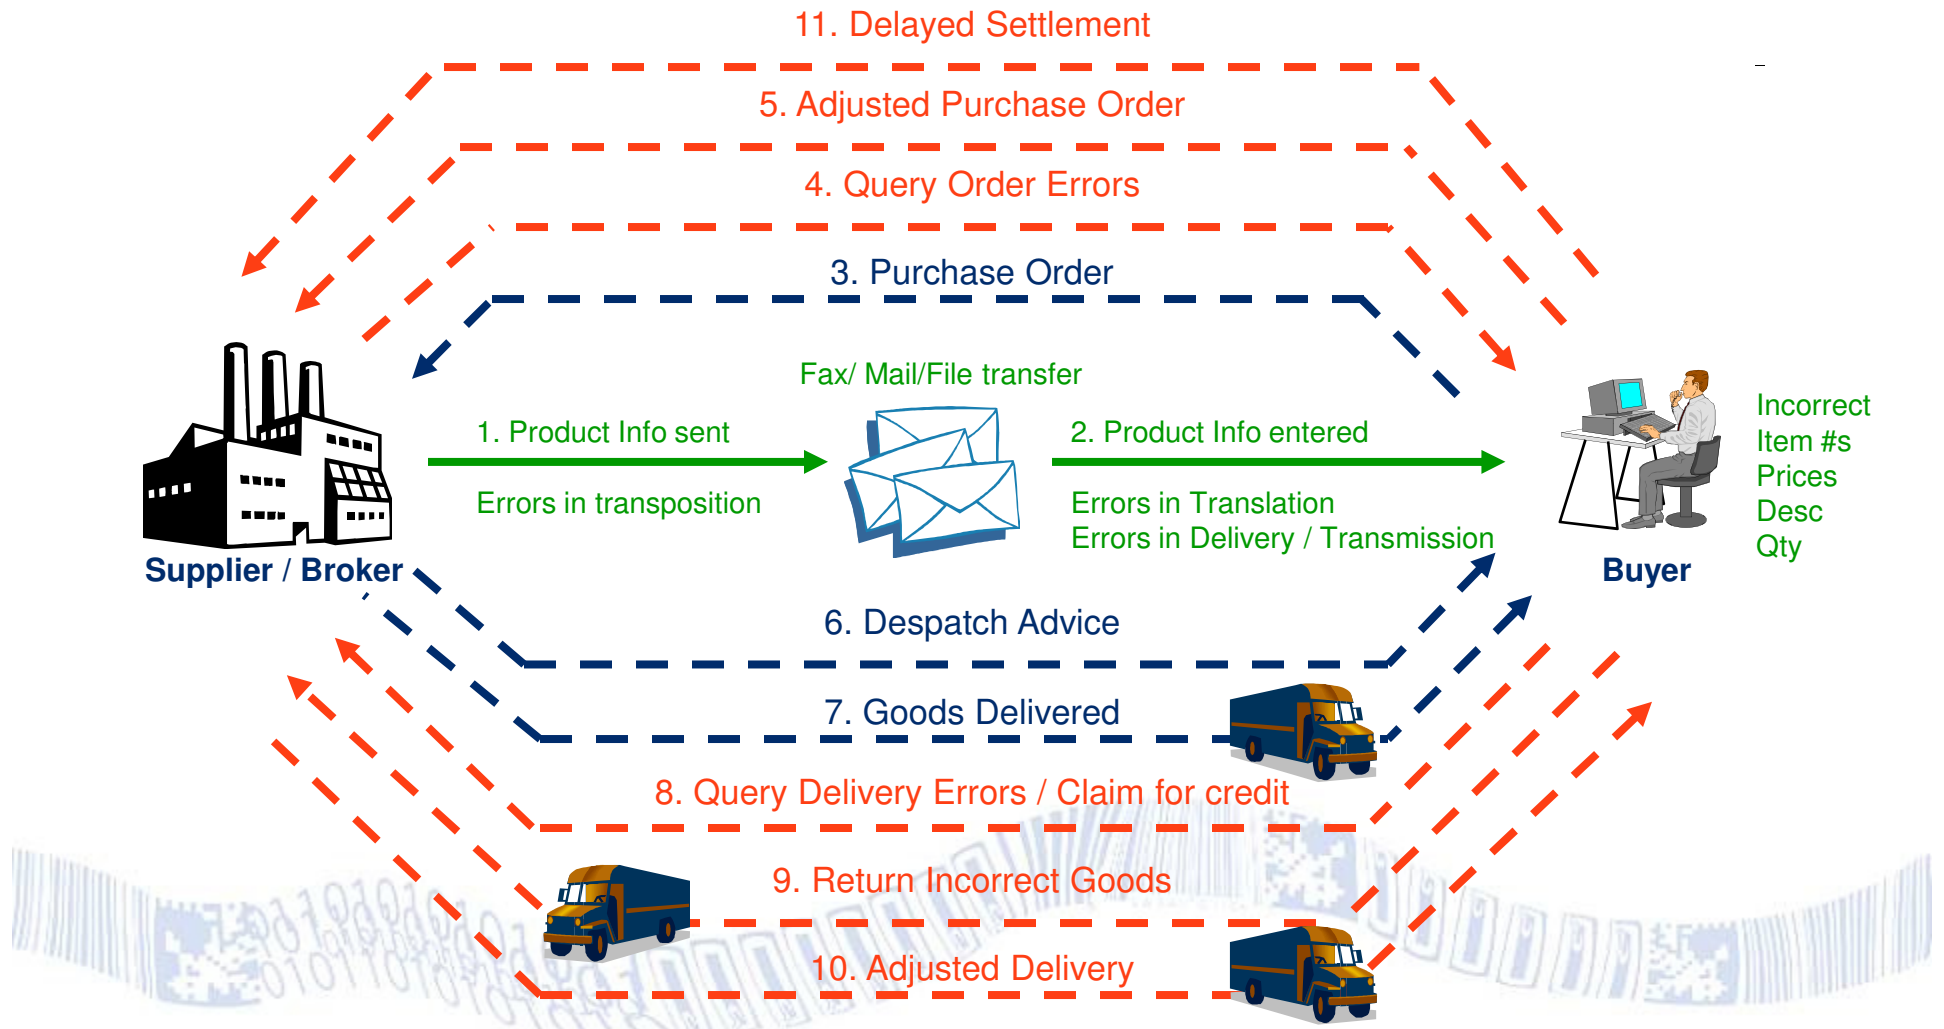 11. Delayed Settlement
5. Adjusted Purchase Order
4. Query Order Errors
3. Purchase Order
Fax/ Mail/File transfer
1. Product Info sent
2. Product Info entered
Errors in transposition
Errors in Translation
Errors in Delivery / Transmission
Incorrect
Item #s
Prices
Desc
Qty
Supplier / Broker
Buyer
6. Despatch Advice
7. Goods Delivered
8. Query Delivery Errors / Claim for credit
9. Return Incorrect Goods
10. Adjusted Delivery